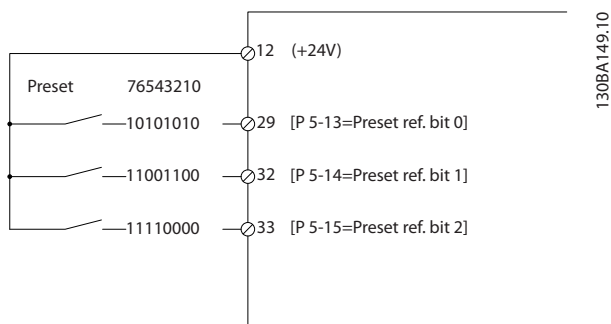 12 (+24V)
Preset 76543210
10101010 29 [P 5-13=Preset ref. bit 0]
11001100 32 [P 5-14=Preset ref. bit 1]
11110000 33 [P 5-15=Preset ref. bit 2]
130BA149.10